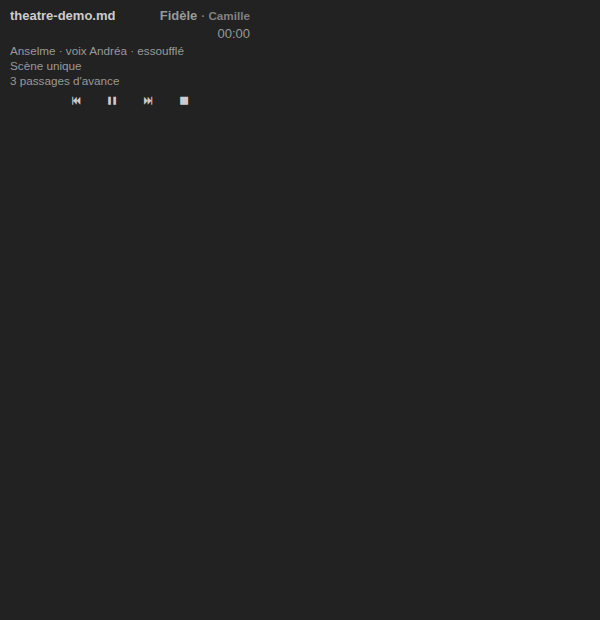 theatre-demo.md Fidèle · Camille
00:00
Anselme · voix Andréa · essoufflé
Scène unique
3 passages d'avance